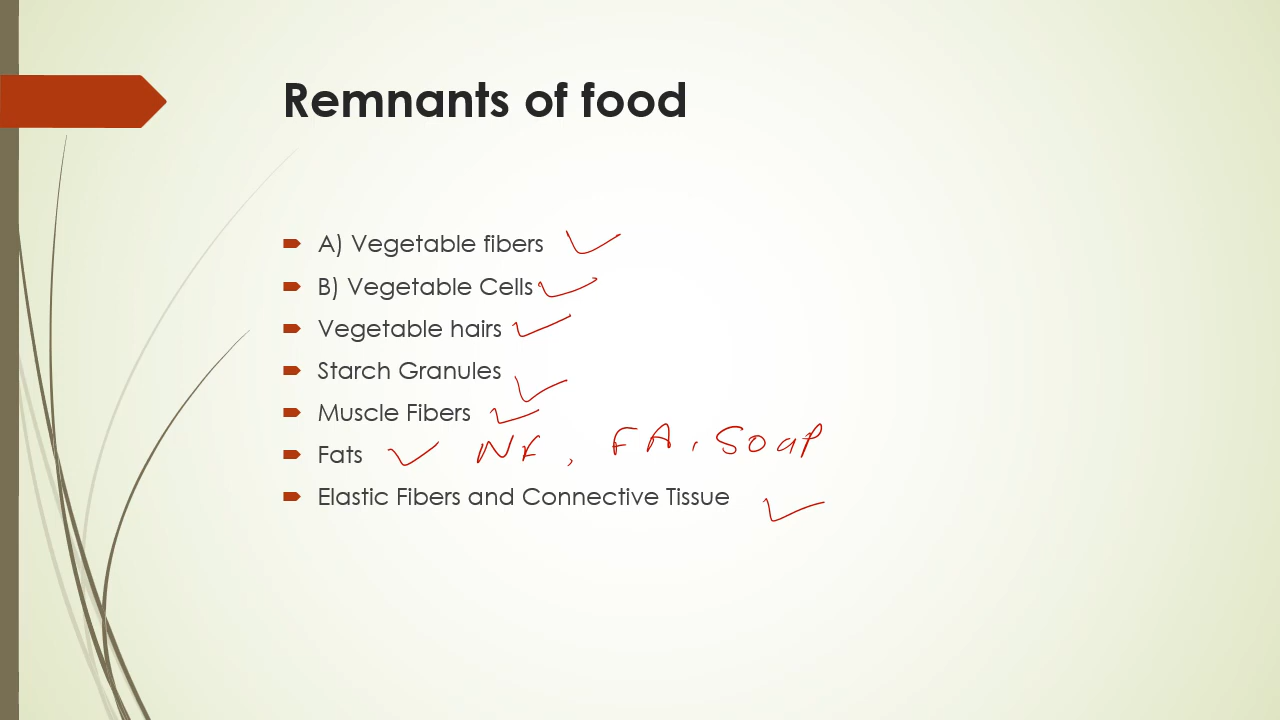 Remnants of food
A) Vegetable fibers
B) Vegetable Cells
Vegetable hairs
Starch Granules
Muscle Fibers
Fats NF, FA, Soap
Elastic Fibers and Connective Tissue